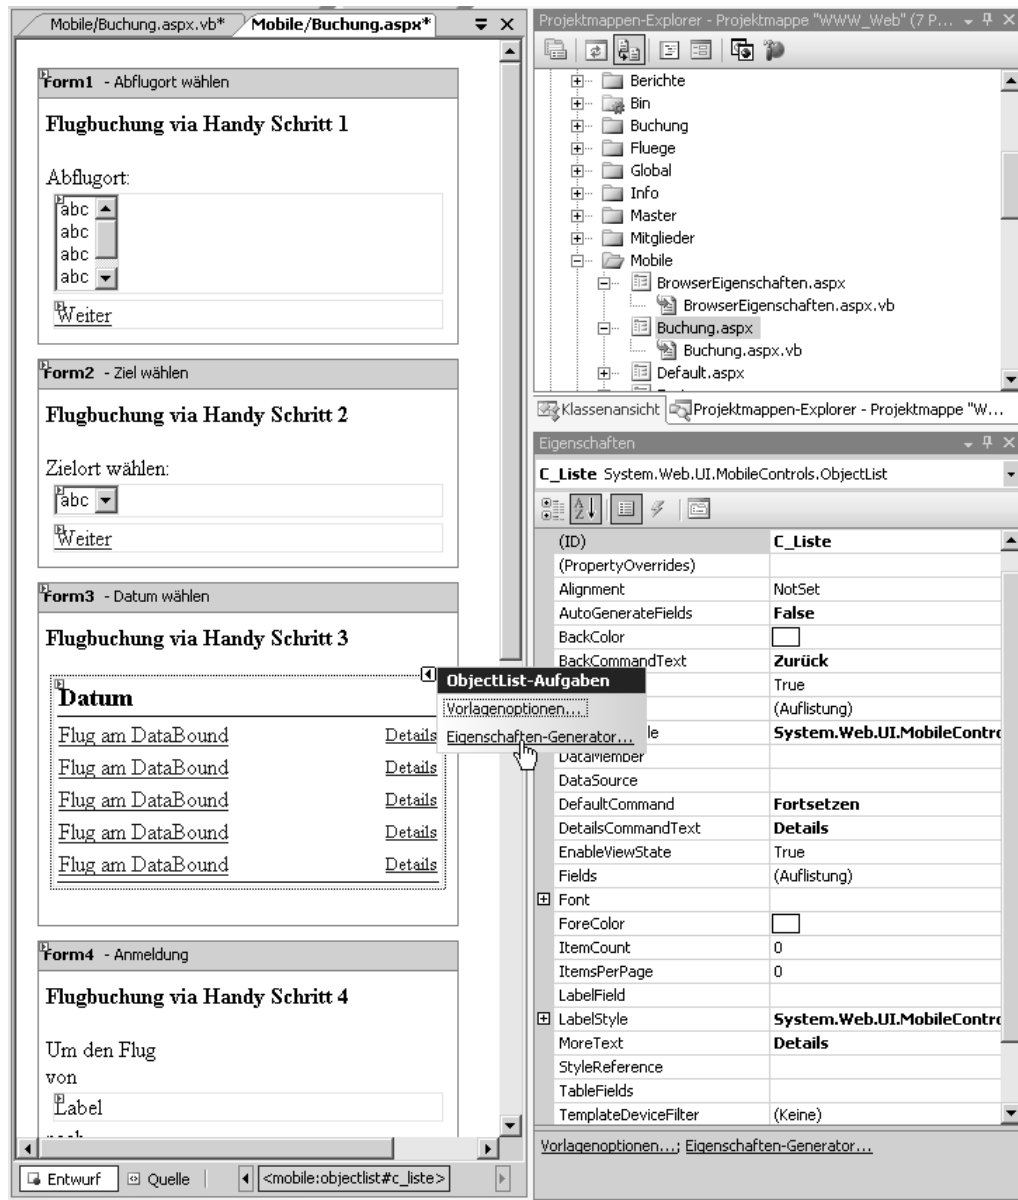 Mobile/Buchung.aspx.vb*
Mobile/Buchung.aspx*
Form1 - Abflugort wählen
Flugbuchung via Handy Schritt 1
Abflugort:
abc
abc
abc
abc
Weiter
Form2 - Ziel wählen
Flugbuchung via Handy Schritt 2
Zielort wählen:
abc
Weiter
Form3 - Datum wählen
Flugbuchung via Handy Schritt 3
Datum
Flug am DataBound Details
Flug am DataBound Details
Flug am DataBound Details
Flug am DataBound Details
Flug am DataBound Details
ObjectList-Aufgaben
Vorlagenoptionen...
Eigenschaften-Generator...
Form4 - Anmeldung
Flugbuchung via Handy Schritt 4
Um den Flug
von
Label
Entwurf
Quelle
<mobile:objectlist#c_liste>
Projektmappen-Explorer - Projektmappe "WWW_Web" (7 P...
Berichte
Bin
Buchung
Fluege
Global
Info
Master
Mitglieder
Mobile
BrowserEigenschaften.aspx
BrowserEigenschaften.aspx.vb
Buchung.aspx
Buchung.aspx.vb
Default.aspx
Klassenansicht
Projektmappen-Explorer - Projektmappe "W...
Eigenschaften
C_Liste System.Web.UI.MobileControls.ObjectList
(ID) C_Liste
(PropertyOverrides)
Alignment NotSet
AutoGenerateFields False
BackColor
BackCommandText Zurück
True
(Auflistung)
le System.Web.UI.MobileContro
DataMember
DataSource
DefaultCommand Fortsetzen
DetailsCommandText Details
EnableViewState True
Fields (Auflistung)
Font
ForeColor
ItemCount 0
ItemsPerPage 0
LabelField
LabelStyle System.Web.UI.MobileContro
MoreText Details
StyleReference
TableFields
TemplateDeviceFilter (Keine)
Vorlagenoptionen...; Eigenschaften-Generator...